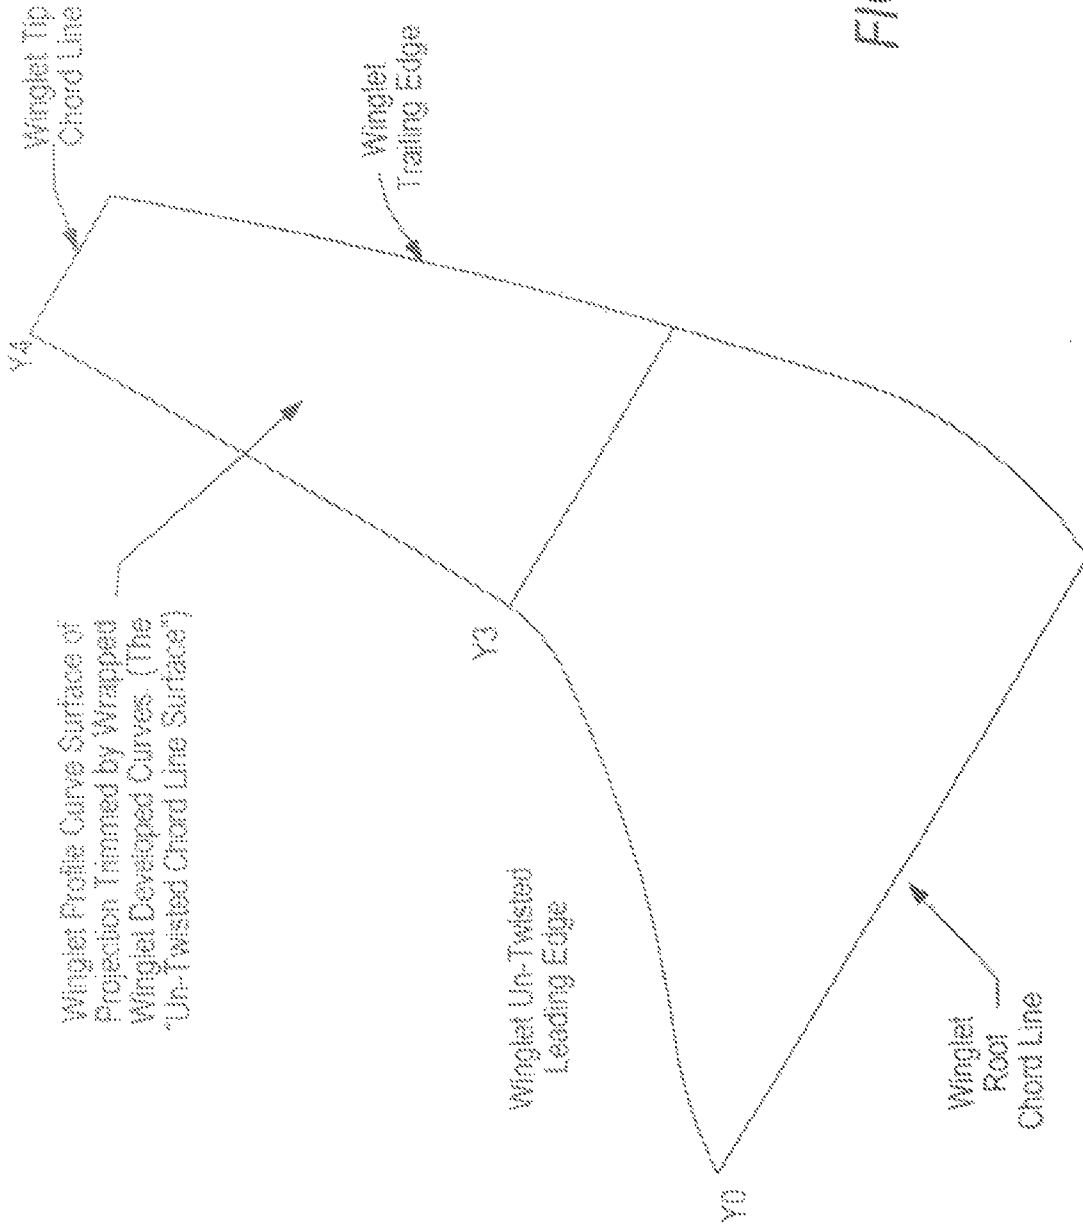 Winglet Tip
Chord Line
Y4
Winglet
Trailing Edge
Winglet Profile Curve Surface of
Projection Trimmed by Wrapped
Winglet Developed Curves. (The
"Un-Twisted Chord Line Surface")
Y3
Winglet Un-Twisted
Leading Edge
Y0
Winglet
Root
Chord Line